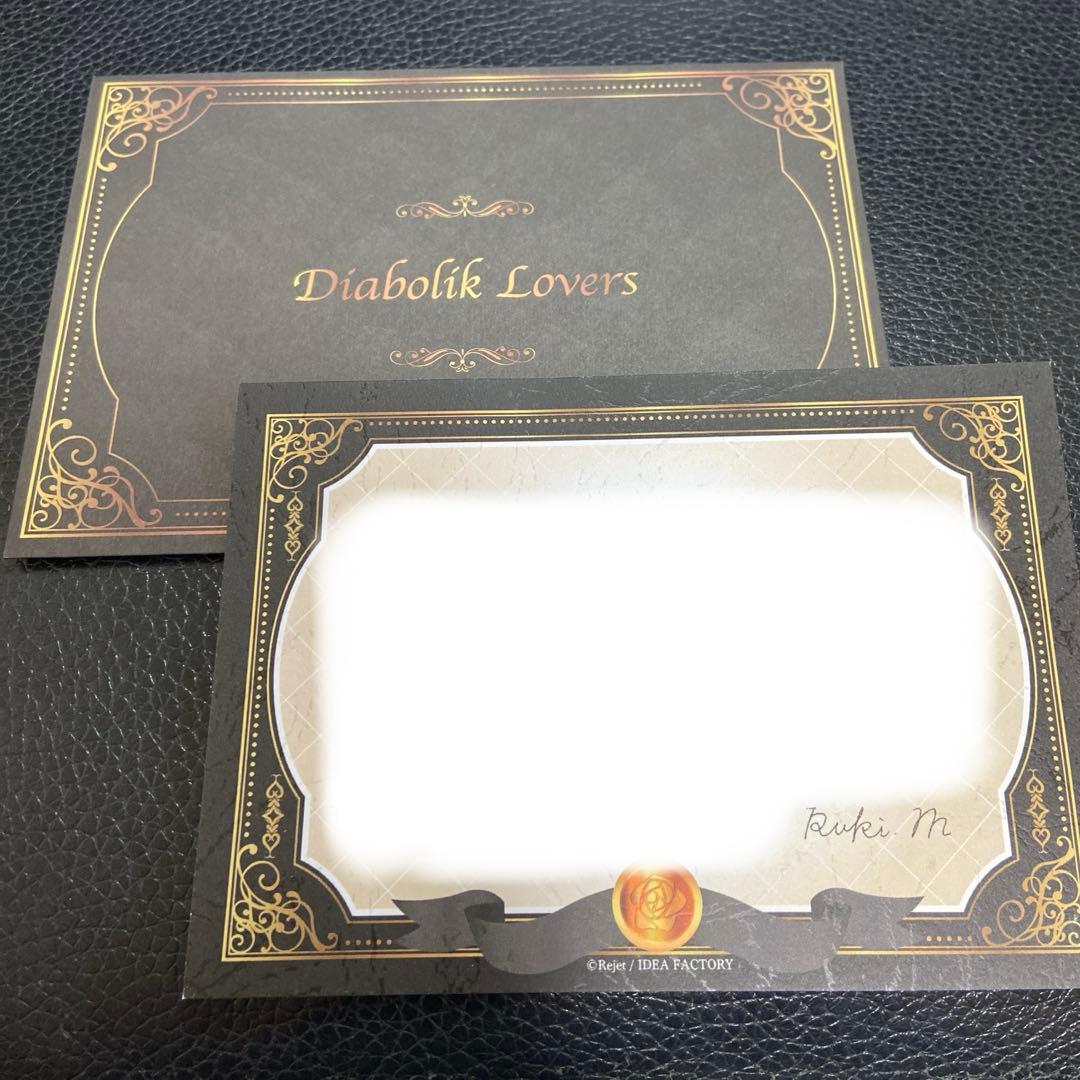 Diabolik Lovers
Ruki. M
©Rejet / IDEA FACTORY